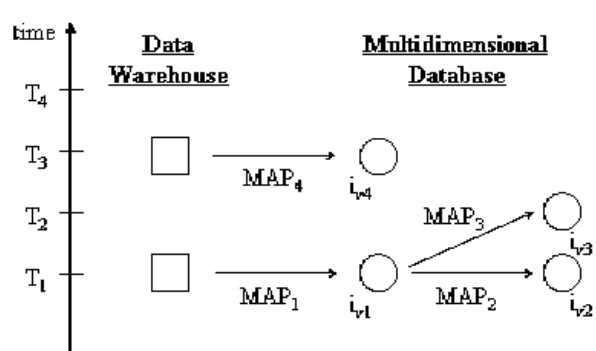 time
Data
Warehouse
Multidimensional
Database
T4
T3
MAP4
iv4
T2
MAP3
iv3
T1
MAP1
iv1
MAP2
iv2